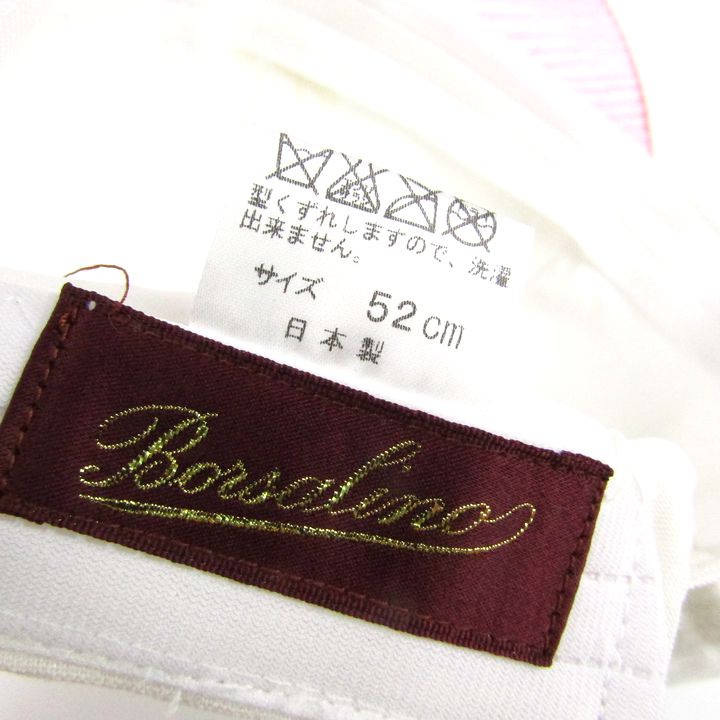 型くずれしますので、洗濯
出来ません。
サイズ 52cm
日本製
Borsalino